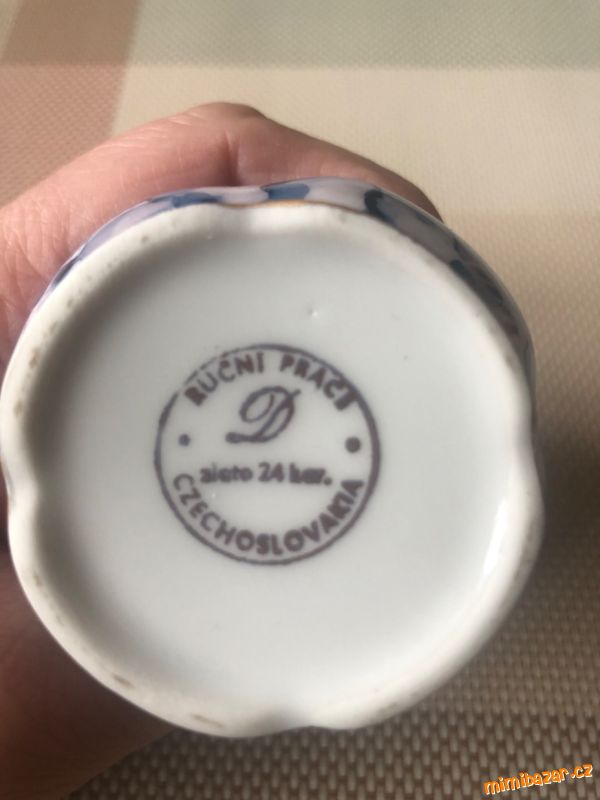 RUČNÍ PRÁCE
D
zlato 24 kar.
CZECHOSLOVAKIA
mimibazar.cz